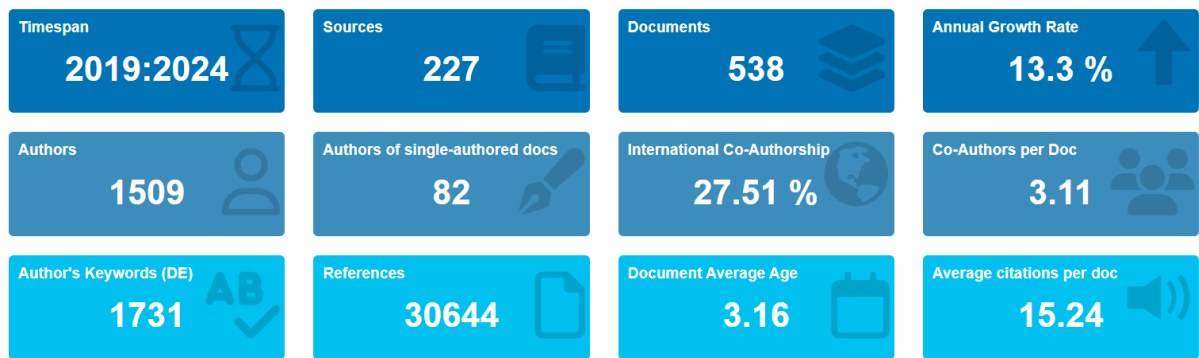 Timespan
2019:2024
Sources
227
Documents
538
Annual Growth Rate
13.3 %
Authors
1509
Authors of single-authored docs
82
International Co-Authorship
27.51 %
Co-Authors per Doc
3.11
Author's Keywords (DE)
1731
AB
References
30644
Document Average Age
3.16
Average citations per doc
15.24